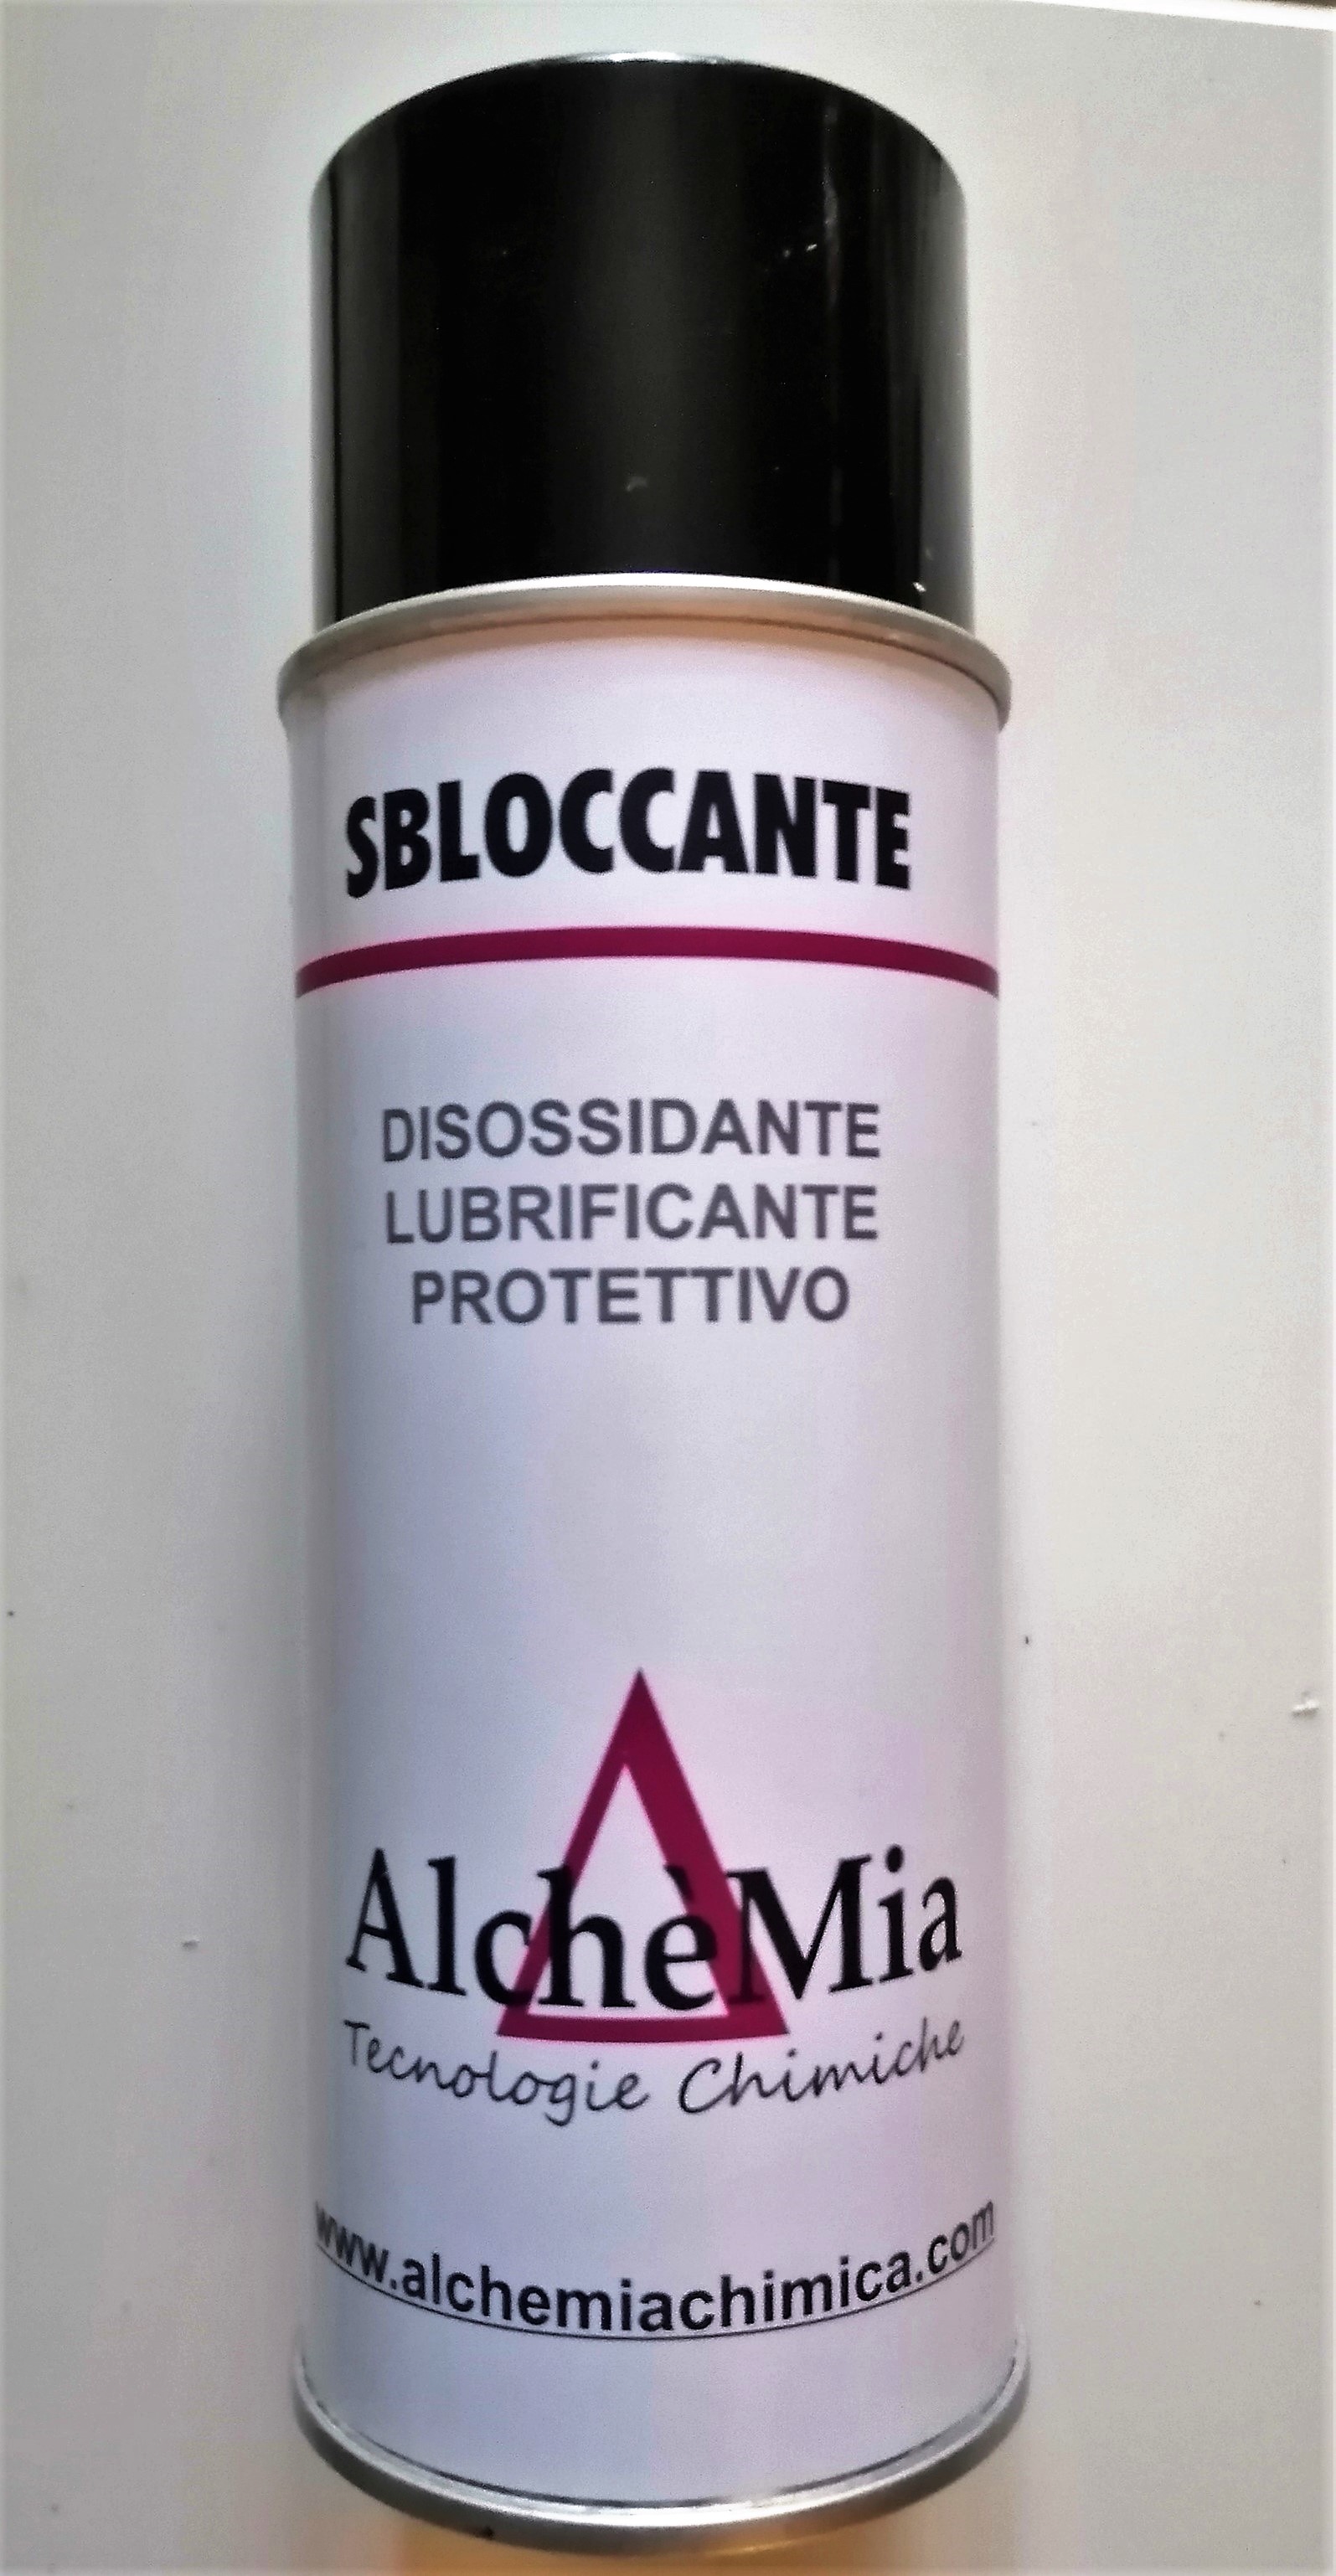 SBLOCCANTE
DISOSSIDANTE
LUBRIFICANTE
PROTETTIVO
AlchèMia
Tecnologie Chimiche
www.alchemiachimica.com